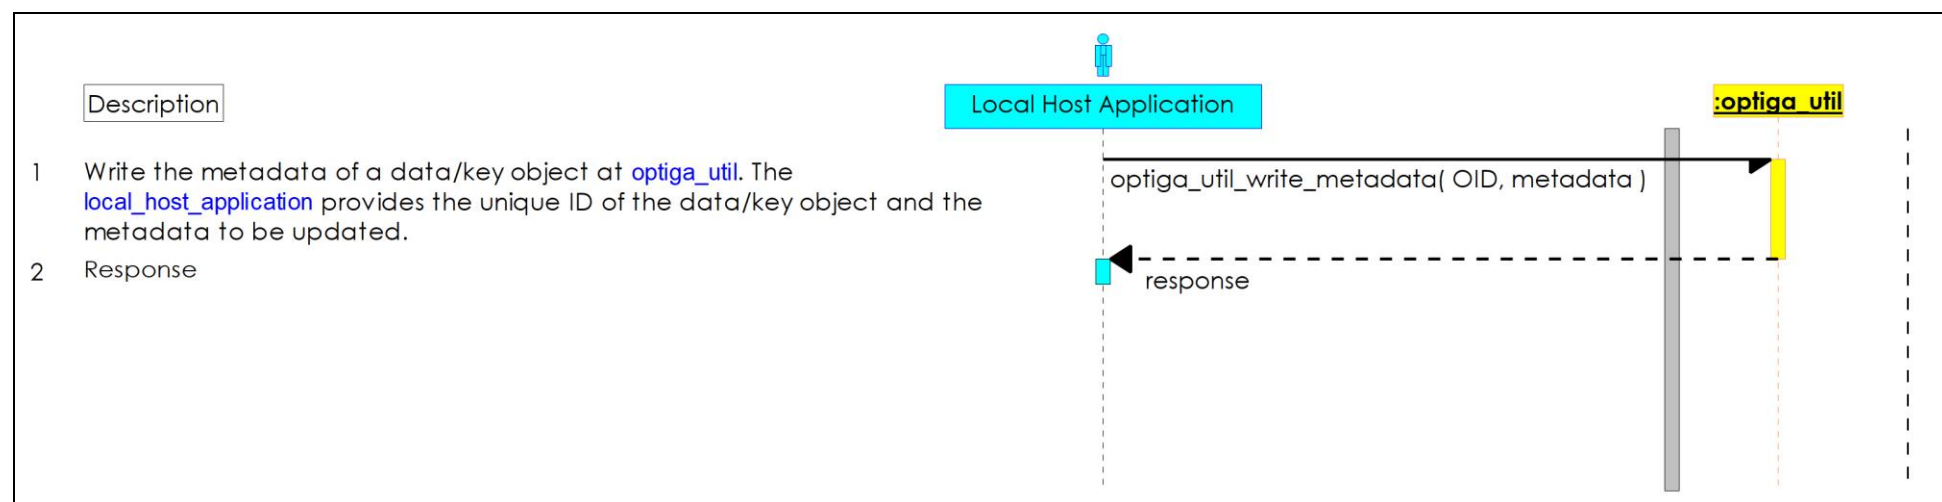 Description
Local Host Application
:optiga_util
1 Write the metadata of a data/key object at optiga_util. The
local_host_application provides the unique ID of the data/key object and the
metadata to be updated.
optiga_util_write_metadata( OID, metadata )
2 Response
response